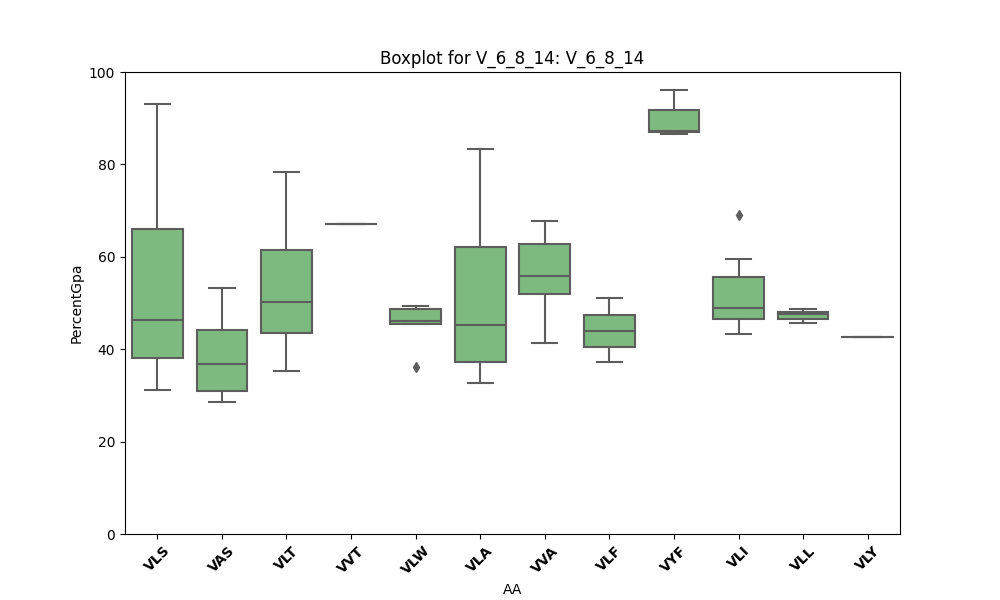 Boxplot for V_6_8_14: V_6_8_14
PercentGpa
100
80
60
40
20
0
VLS VAS VLT VVT VLW VLA VVA VLF VYF VLI VLL VLY
AA